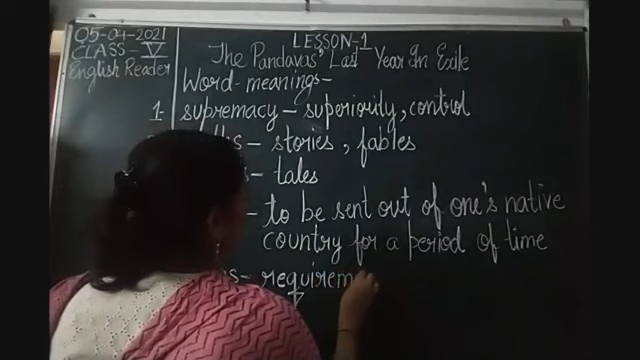 05-04-2021
CLASS - V
English Reader
LESSON-1
The Pandavas' Last Year In Exile
Word-meanings-
1. supremacy - superiority, control
- stories, fables
- tales
- to be sent out of one's native
country for a period of time